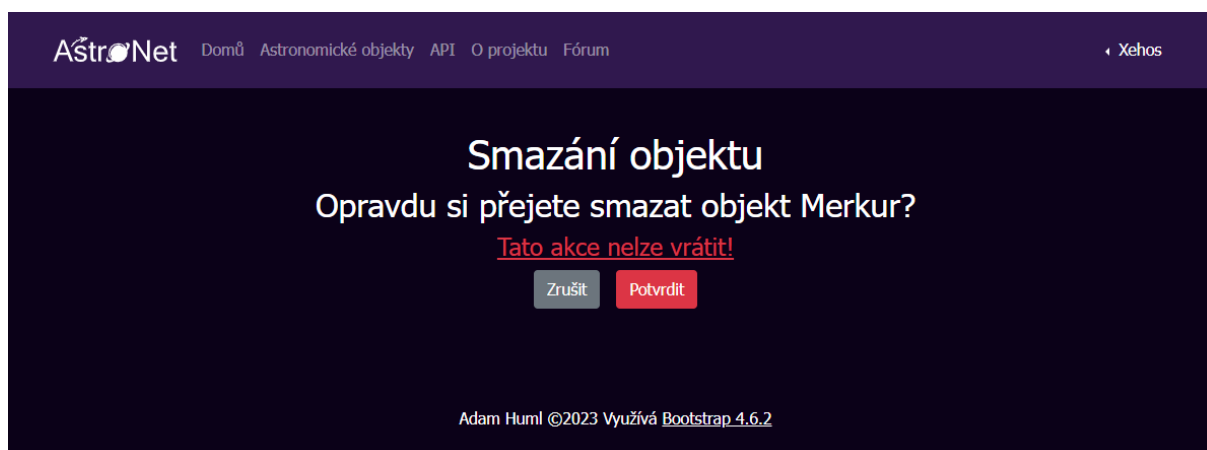 AstroNet Domů Astronomické objekty API O projektu Fórum Xehos
Smazání objektu
Opravdu si přejete smazat objekt Merkur?
Tato akce nelze vrátit!
Zrušit Potvrdit
Adam Huml ©2023 Využívá Bootstrap 4.6.2